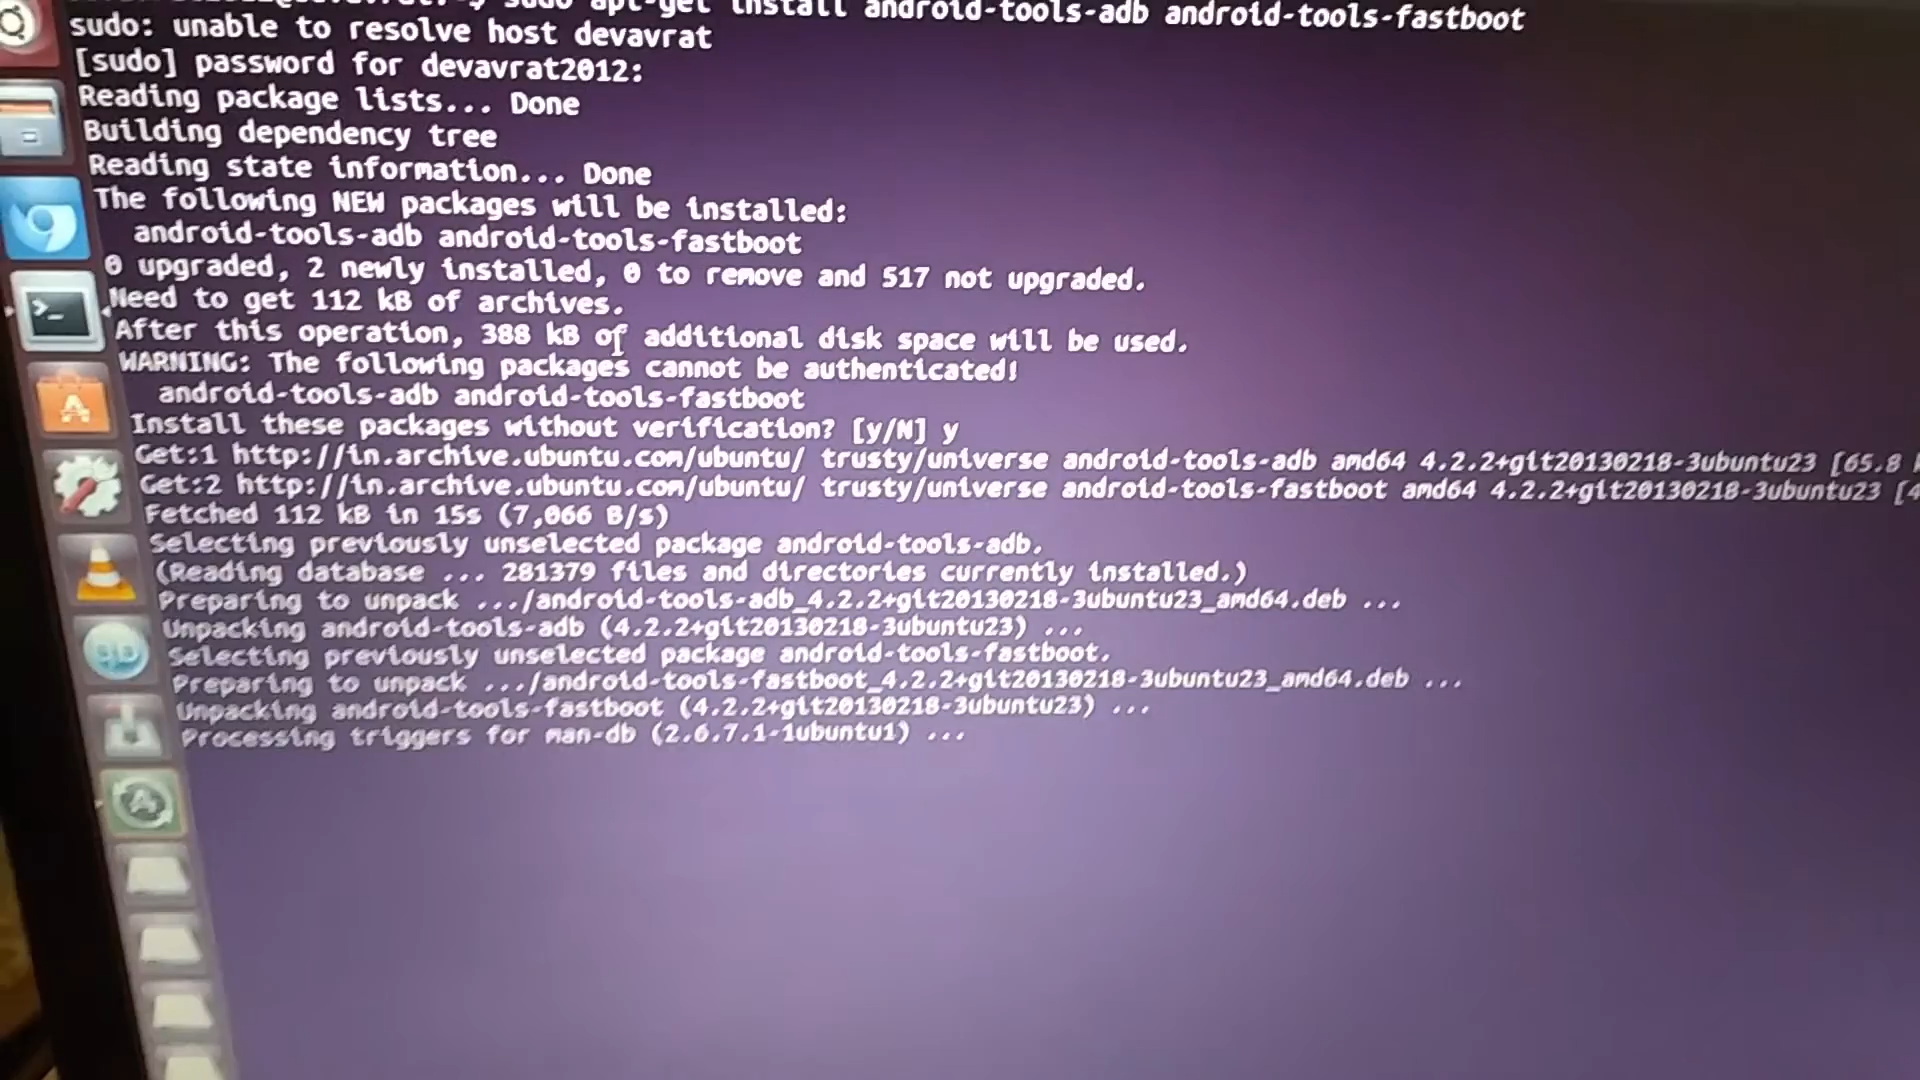 sudo apt-get install android-tools-adb android-tools-fastboot
sudo: unable to resolve host devavrat
[sudo] password for devavrat2012:
Reading package lists... Done
Building dependency tree
Reading state information... Done
The following NEW packages will be installed:
android-tools-adb android-tools-fastboot
0 upgraded, 2 newly installed, 0 to remove and 517 not upgraded.
Need to get 112 kB of archives.
After this operation, 388 kB of additional disk space will be used.
WARNING: The following packages cannot be authenticated!
android-tools-adb android-tools-fastboot
Install these packages without verification? [y/N] y
Get:1 http://in.archive.ubuntu.com/ubuntu/ trusty/universe android-tools-adb amd64 4.2.2+git20130218-3ubuntu23 [65.8
Get:2 http://in.archive.ubuntu.com/ubuntu/ trusty/universe android-tools-fastboot amd64 4.2.2+git20130218-3ubuntu23 [4
Fetched 112 kB in 15s (7,066 B/s)
Selecting previously unselected package android-tools-adb.
(Reading database ... 281379 files and directories currently installed.)
Preparing to unpack .../android-tools-adb_4.2.2+git20130218-3ubuntu23_amd64.deb ...
Unpacking android-tools-adb (4.2.2+git20130218-3ubuntu23) ...
Selecting previously unselected package android-tools-fastboot.
Preparing to unpack .../android-tools-fastboot_4.2.2+git20130218-3ubuntu23_amd64.deb ...
Unpacking android-tools-fastboot (4.2.2+git20130218-3ubuntu23) ...
Processing triggers for man-db (2.6.7.1-1ubuntu1) ...